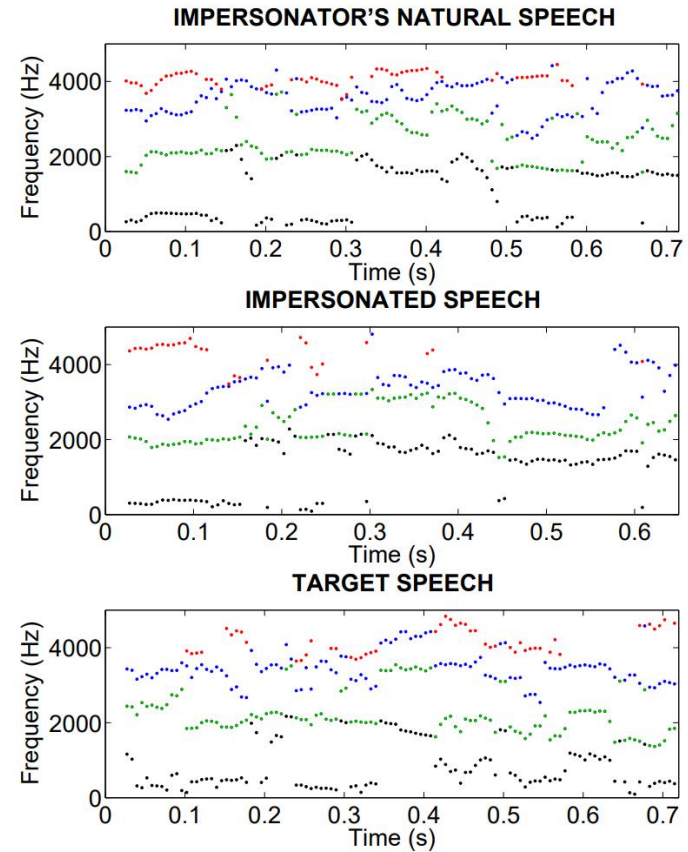 IMPERSONATOR'S NATURAL SPEECH
Frequency (Hz)
4000
2000
0
0 0.1 0.2 0.3 0.4 0.5 0.6 0.7
Time (s)
IMPERSONATED SPEECH
Frequency (Hz)
4000
2000
0
0 0.1 0.2 0.3 0.4 0.5 0.6
Time (s)
TARGET SPEECH
Frequency (Hz)
4000
2000
0
0 0.1 0.2 0.3 0.4 0.5 0.6 0.7
Time (s)